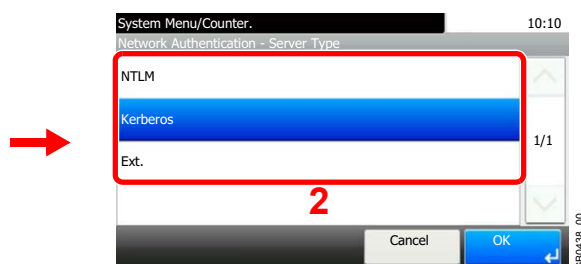 System Menu/Counter. 10:10
Network Authentication - Server Type
NTLM
Kerberos
1/1
Ext.
2
Cancel OK